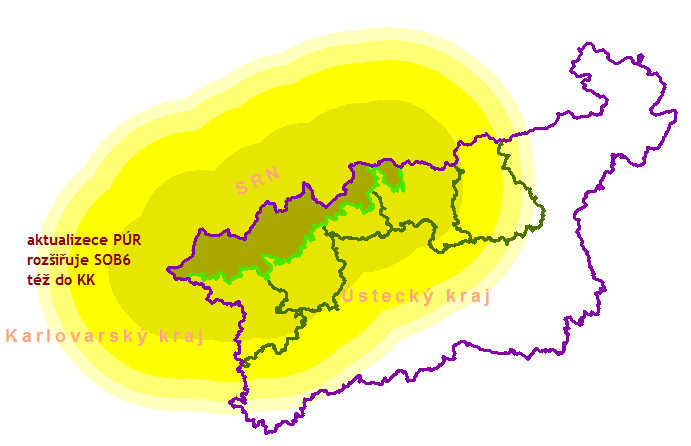 SRN
aktualizece PÚR
rozšiřuje SOB6
též do KK
Ústecký kraj
Karlovarský kraj